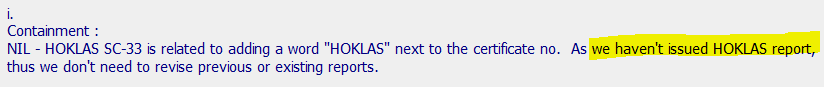 i.
Containment :
NIL - HOKLAS SC-33 is related to adding a word "HOKLAS" next to the certificate no.  As we haven't issued HOKLAS report,
thus we don't need to revise previous or existing reports.